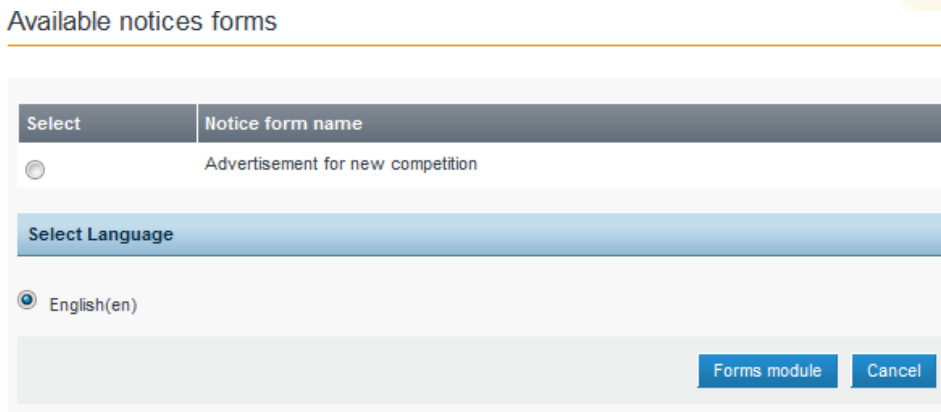 Available notices forms
Select Notice form name
Advertisement for new competition
Select Language
English(en)
Forms module Cancel